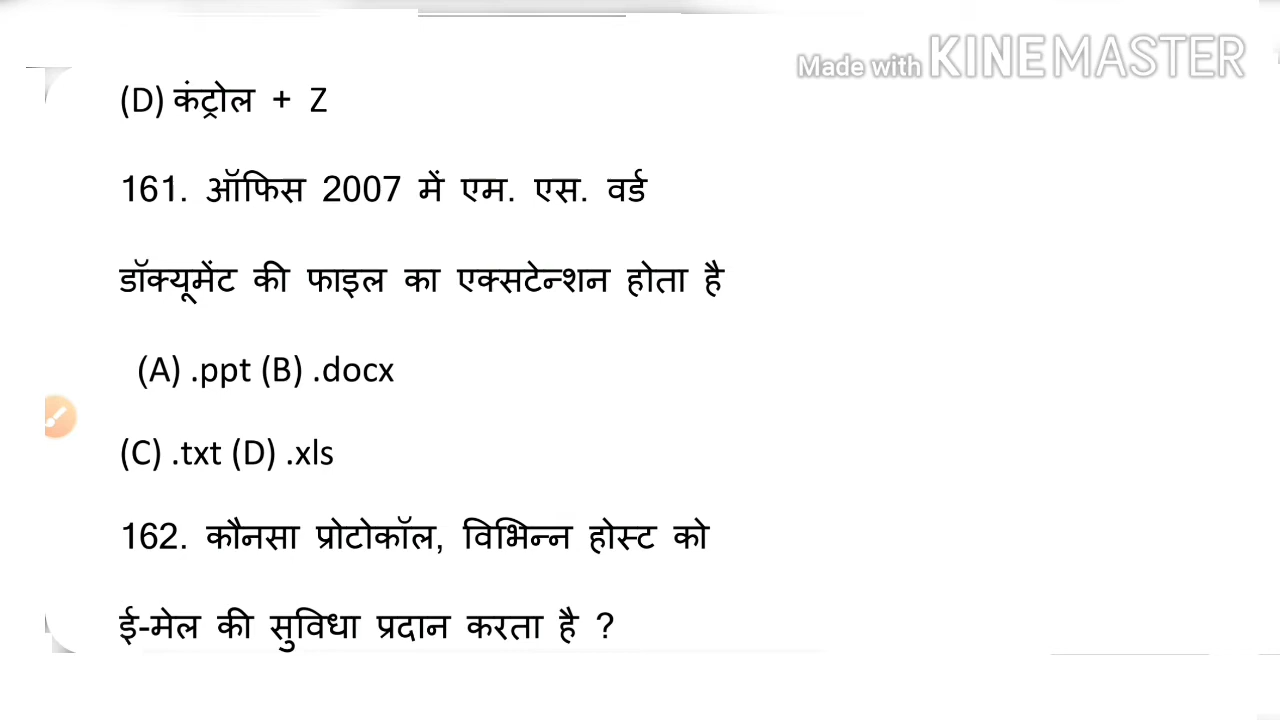 Made with KINEMASTER
(D) कंट्रोल + Z
161. ऑफिस 2007 में एम. एस. वर्ड
डॉक्यूमेंट की फाइल का एक्सटेन्शन होता है
(A) .ppt (B) .docx
(C) .txt (D) .xls
162. कौनसा प्रोटोकॉल, विभिन्न होस्ट को
ई-मेल की सुविधा प्रदान करता है ?